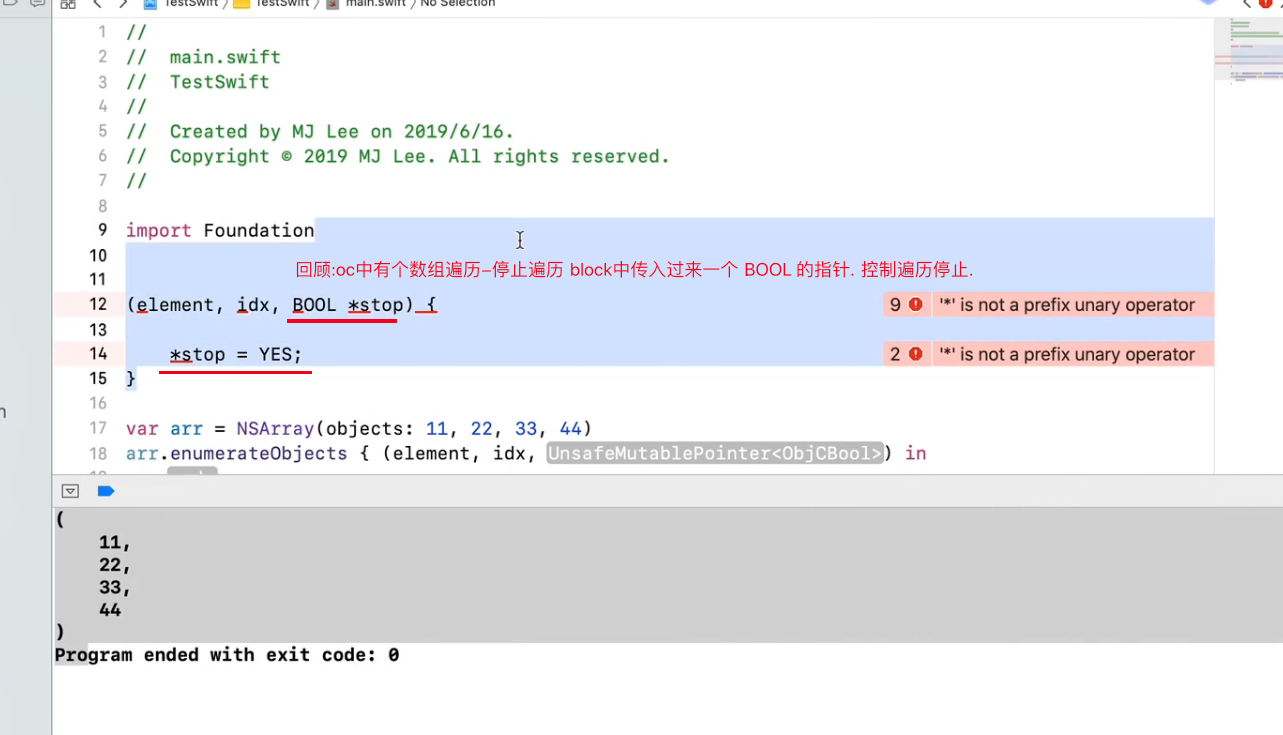 TestSwift 〉 TestSwift 〉 main.swift 〉 No Selection
1 //
2 //  main.swift
3 //  TestSwift
4 //
5 //  Created by MJ Lee on 2019/6/16.
6 //  Copyright © 2019 MJ Lee. All rights reserved.
7 //
8
9 import Foundation
10
回顾:oc中有个数组遍历–停止遍历 block中传入过来一个 BOOL 的指针. 控制遍历停止.
11
12 (element, idx, BOOL *stop) { 9 '*' is not a prefix unary operator
13
14     *stop = YES; 2 '*' is not a prefix unary operator
15 }
16
17 var arr = NSArray(objects: 11, 22, 33, 44)
18 arr.enumerateObjects { (element, idx, UnsafeMutablePointer<ObjCBool>) in
(
    11,
    22,
    33,
    44
)
Program ended with exit code: 0